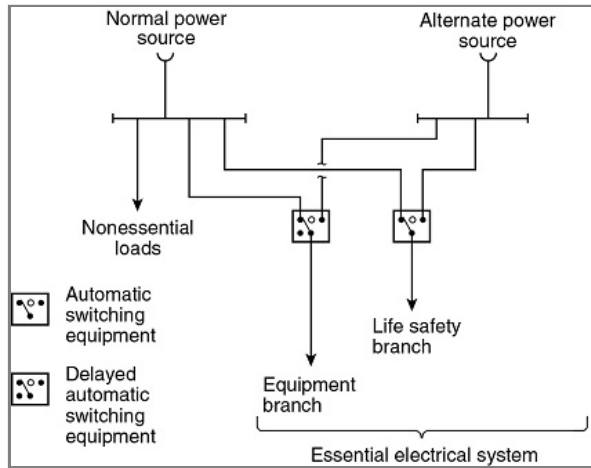 Normal power
source
Alternate power
source
Nonessential
loads
Automatic
switching
equipment
Life safety
branch
Delayed
automatic
switching
equipment
Equipment
branch
Essential electrical system